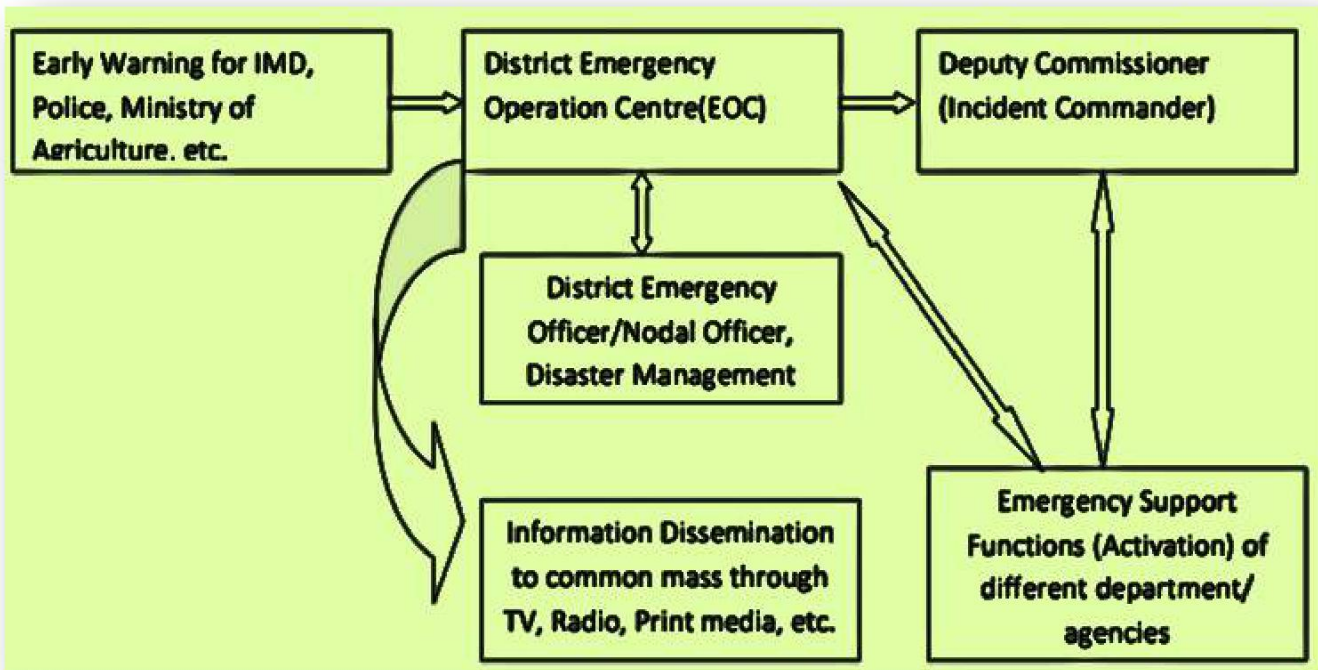 Early Warning for IMD,
Police, Ministry of
Agriculture. etc.
District Emergency
Operation Centre(EOC)
Deputy Commissioner
(Incident Commander)
District Emergency
Officer/Nodal Officer,
Disaster Management
Information Dissemination
to common mass through
TV, Radio, Print media, etc.
Emergency Support
Functions (Activation) of
different department/
agencies